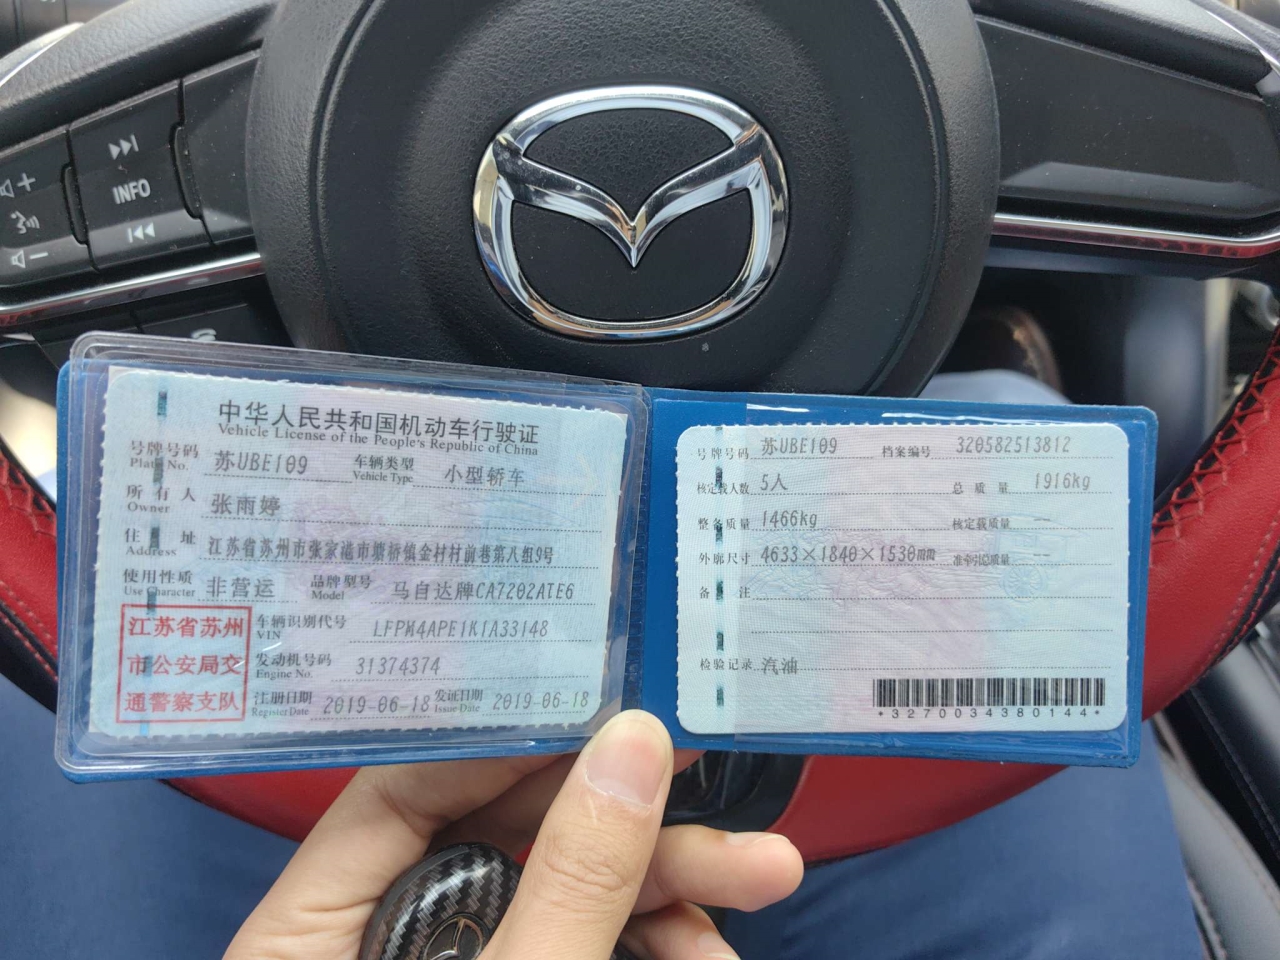 INFO
中华人民共和国机动车行驶证
Vehicle License of the People's Republic of China
号牌号码 苏UBE109 车辆类型 小型轿车
Plate No. Vehicle Type
所有人 张雨婷
Owner
住址 江苏省苏州市张家港市塘桥镇金村村前巷第八组9号
Address
使用性质 非营运 品牌型号 马自达牌CA7202ATE6
Use Character Model
江苏省苏州
市公安局交
通警察支队
车辆识别代号 LFPM4APE1K1A33148
VIN
发动机号码 31374374
Engine No.
注册日期 2019-06-18 发证日期 2019-06-18
Register Date Issue Date
号牌号码 苏UBE109 档案编号 320582513812
核定载人数 5人 总质量 1916kg
整备质量 1466kg 核定载质量 --
外廓尺寸 4633×1840×1530mm 准牵引总质量 --
备注
检验记录 汽油
*3270034380144*